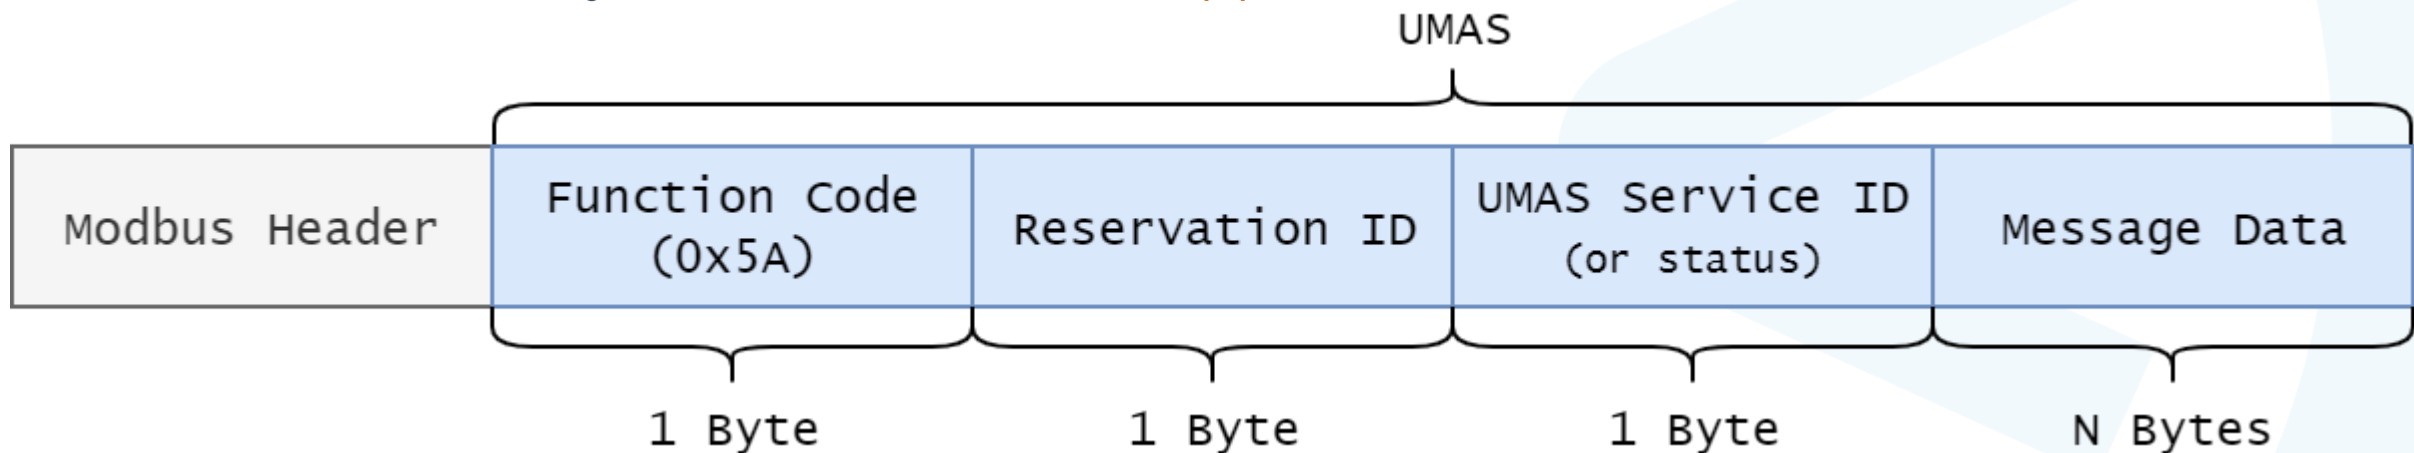 UMAS
Modbus Header
Function Code
(0x5A)
Reservation ID
UMAS Service ID
(or status)
Message Data
1 Byte
1 Byte
1 Byte
N Bytes